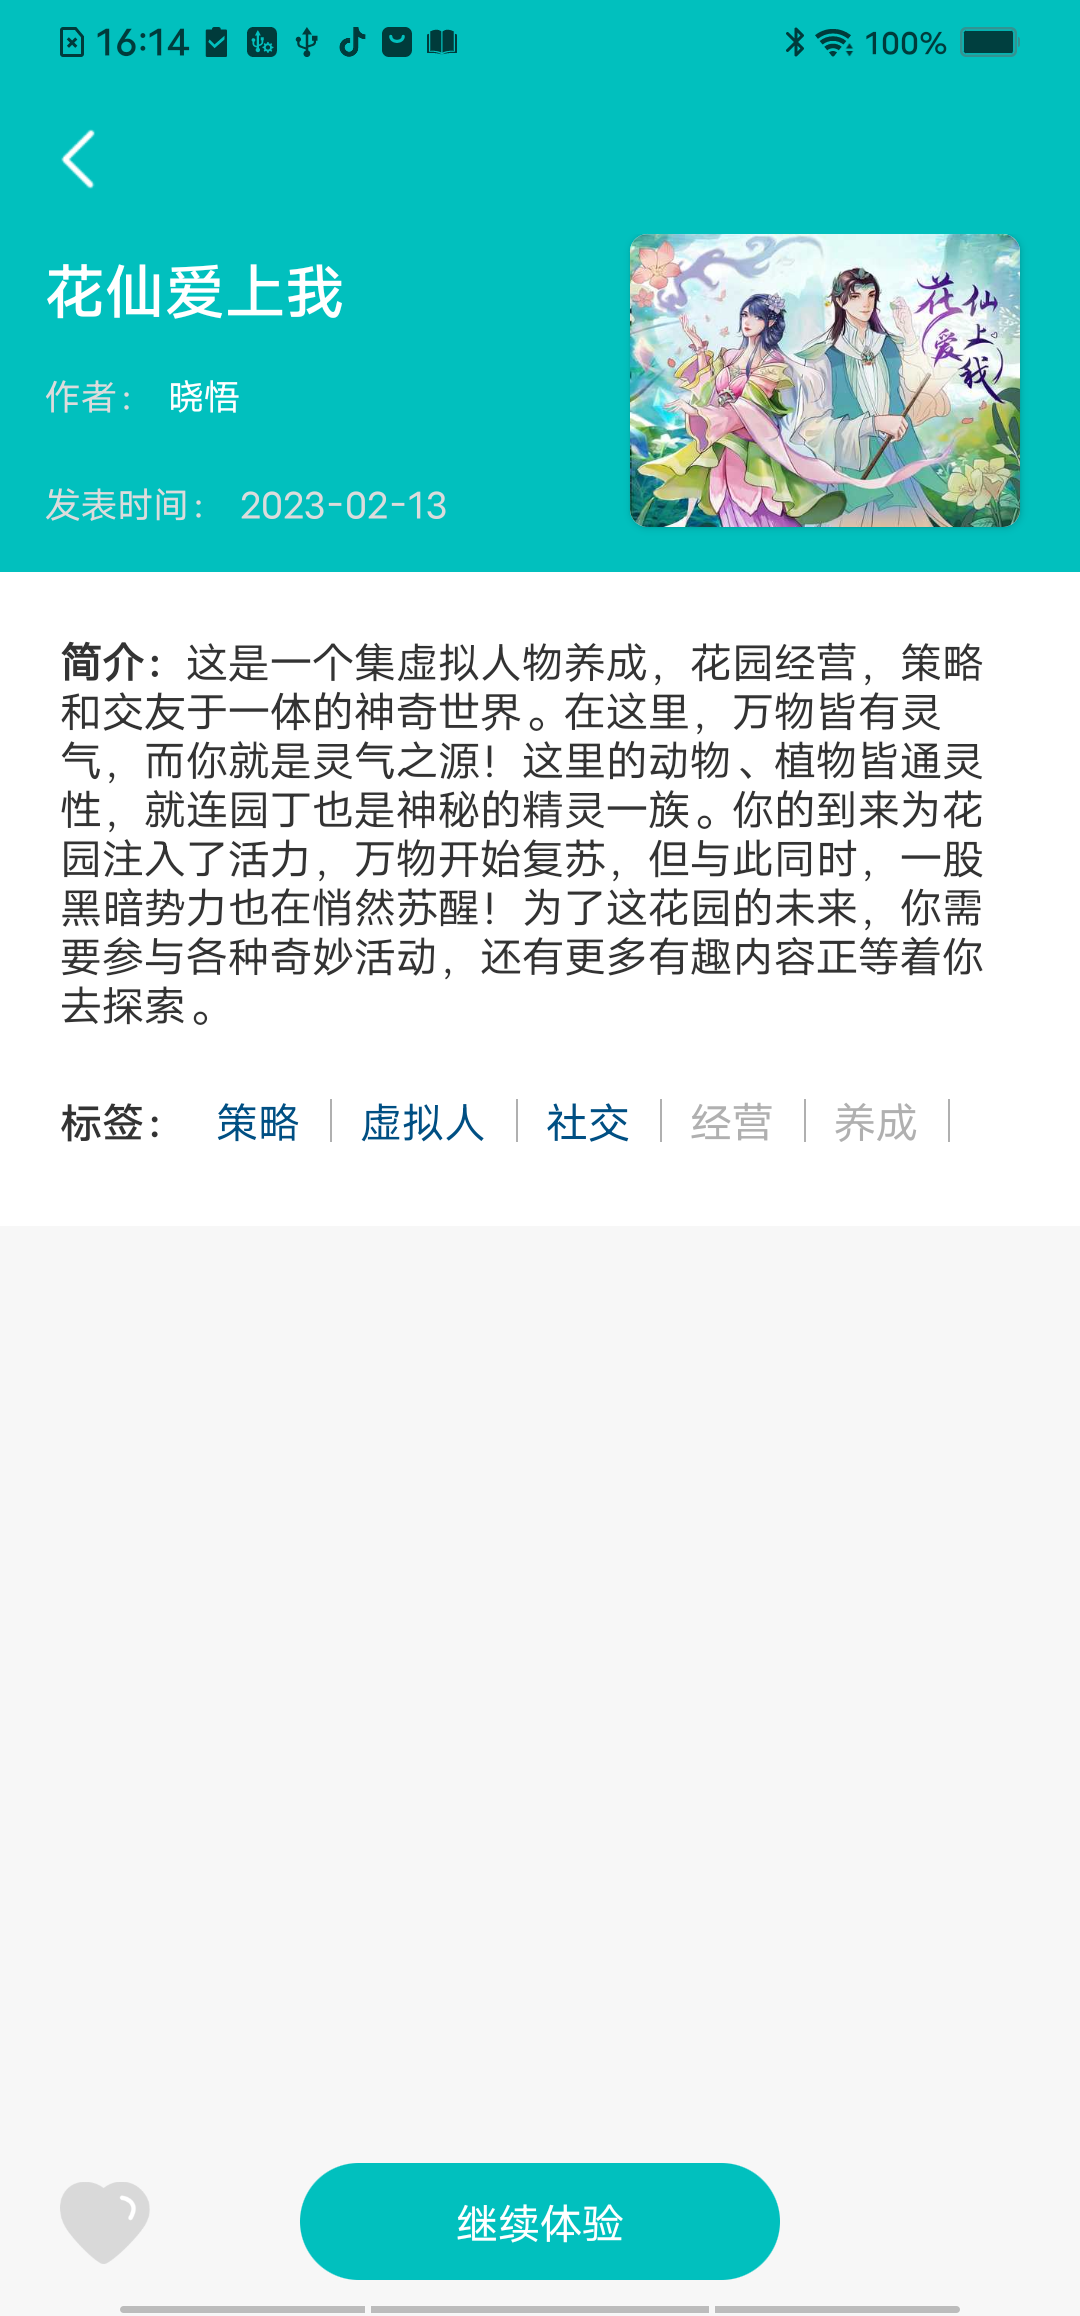 16:14
100%
花仙爱上我
花仙
爱上
我
作者： 晓悟
发表时间： 2023-02-13
简介：这是一个集虚拟人物养成，花园经营，策略
和交友于一体的神奇世界。在这里，万物皆有灵
气，而你就是灵气之源！这里的动物、植物皆通灵
性，就连园丁也是神秘的精灵一族。你的到来为花
园注入了活力，万物开始复苏，但与此同时，一股
黑暗势力也在悄然苏醒！为了这花园的未来，你需
要参与各种奇妙活动，还有更多有趣内容正等着你
去探索。
标签： 策略 | 虚拟人 | 社交 | 经营 | 养成 |
继续体验